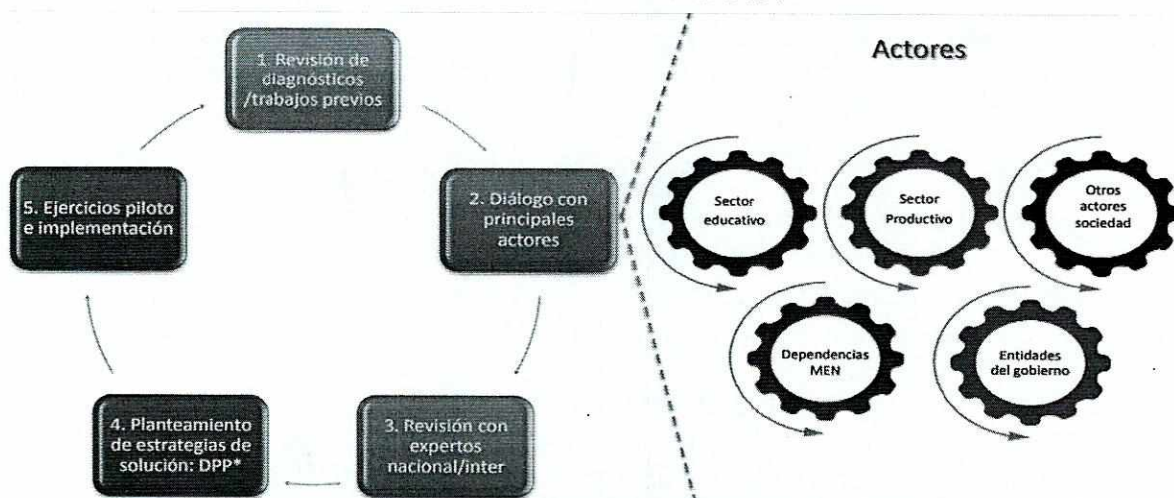 1. Revisión de
diagnósticos
/trabajos previos
2. Diálogo con
principales
actores
3. Revisión con
expertos
nacional/inter
4. Planteamiento
de estrategias de
solución: DPP*
5. Ejercicios piloto
e implementación
Actores
Sector
educativo
Sector
Productivo
Otros
actores
sociedad
Dependencias
MEN
Entidades
del gobierno